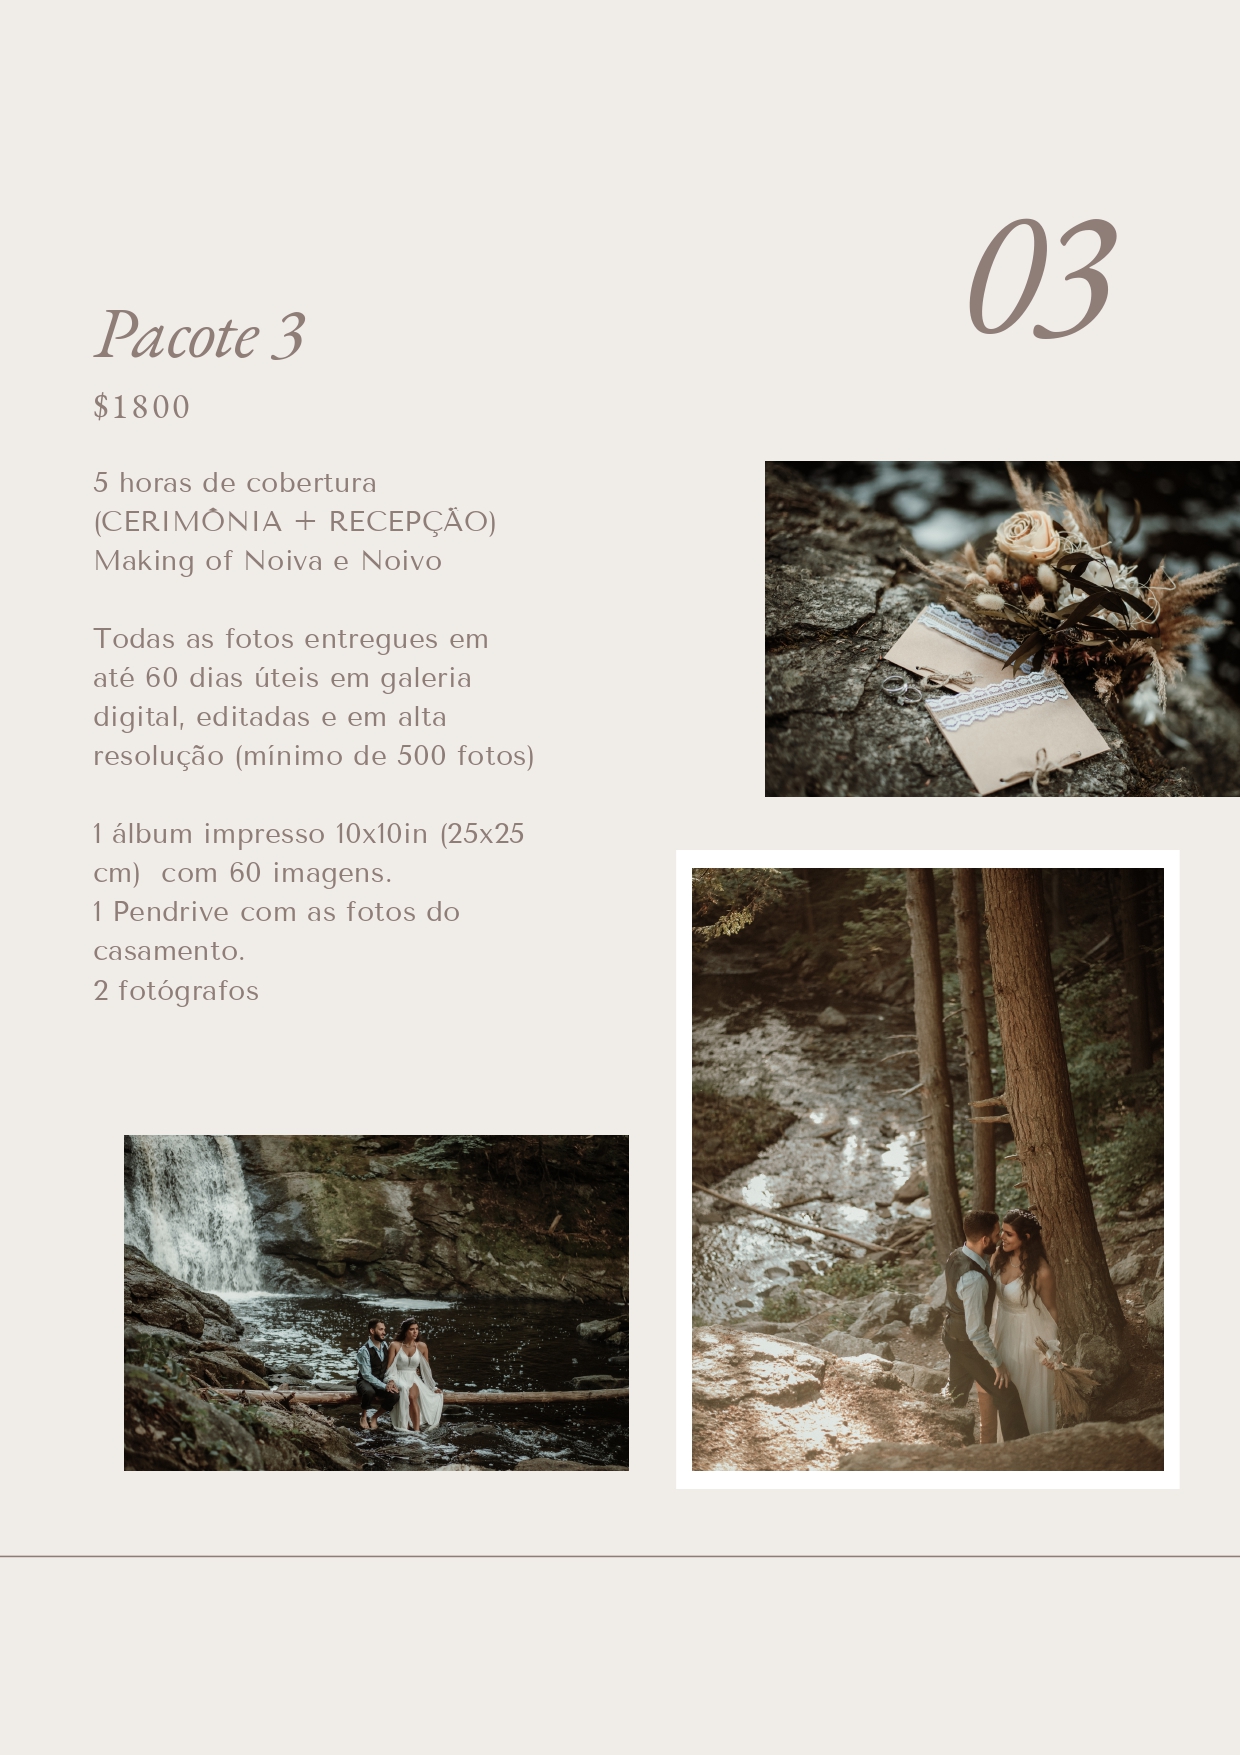 03
Pacote 3
$1800
5 horas de cobertura
(CERIMÔNIA + RECEPÇÃO)
Making of Noiva e Noivo
Todas as fotos entregues em
até 60 dias úteis em galeria
digital, editadas e em alta
resolução (mínimo de 500 fotos)
1 álbum impresso 10x10in (25x25
cm)  com 60 imagens.
1 Pendrive com as fotos do
casamento.
2 fotógrafos